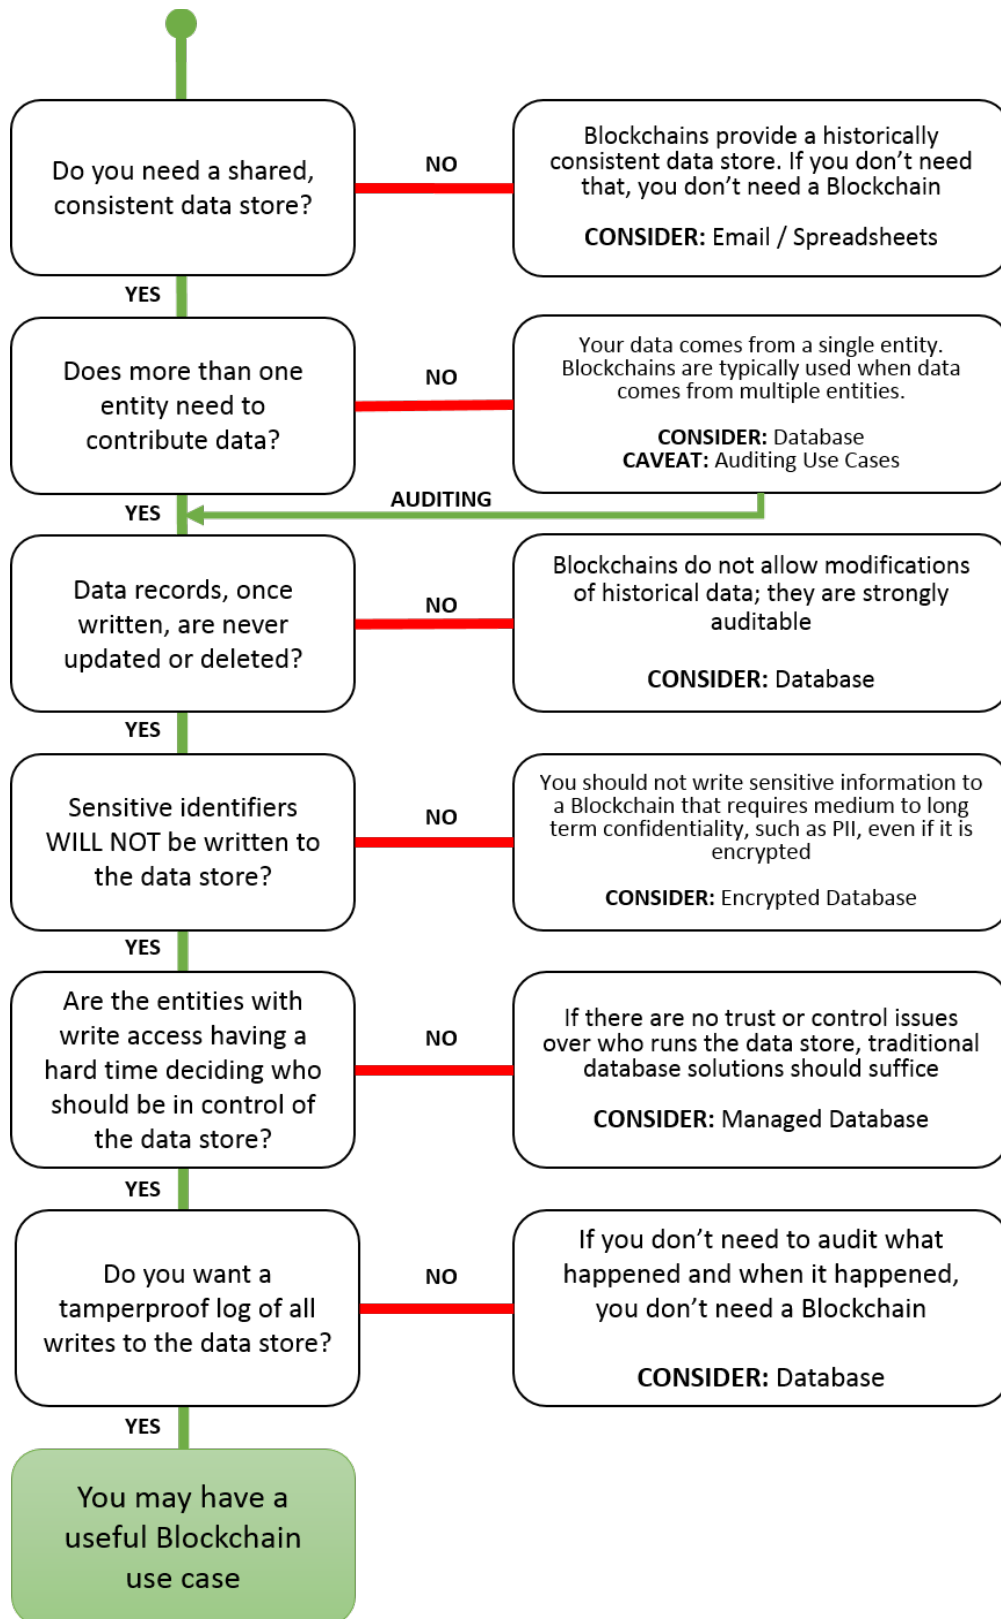 Do you need a shared,
consistent data store?
NO
Blockchains provide a historically
consistent data store. If you don’t need
that, you don’t need a Blockchain
CONSIDER: Email / Spreadsheets
YES
Does more than one
entity need to
contribute data?
NO
Your data comes from a single entity.
Blockchains are typically used when data
comes from multiple entities.
CONSIDER: Database
CAVEAT: Auditing Use Cases
AUDITING
YES
Data records, once
written, are never
updated or deleted?
NO
Blockchains do not allow modifications
of historical data; they are strongly
auditable
CONSIDER: Database
YES
Sensitive identifiers
WILL NOT be written to
the data store?
NO
You should not write sensitive information to
a Blockchain that requires medium to long
term confidentiality, such as PII, even if it is
encrypted
CONSIDER: Encrypted Database
YES
Are the entities with
write access having a
hard time deciding who
should be in control of
the data store?
NO
If there are no trust or control issues
over who runs the data store, traditional
database solutions should suffice
CONSIDER: Managed Database
YES
Do you want a
tamperproof log of all
writes to the data store?
NO
If you don’t need to audit what
happened and when it happened,
you don’t need a Blockchain
CONSIDER: Database
YES
You may have a
useful Blockchain
use case